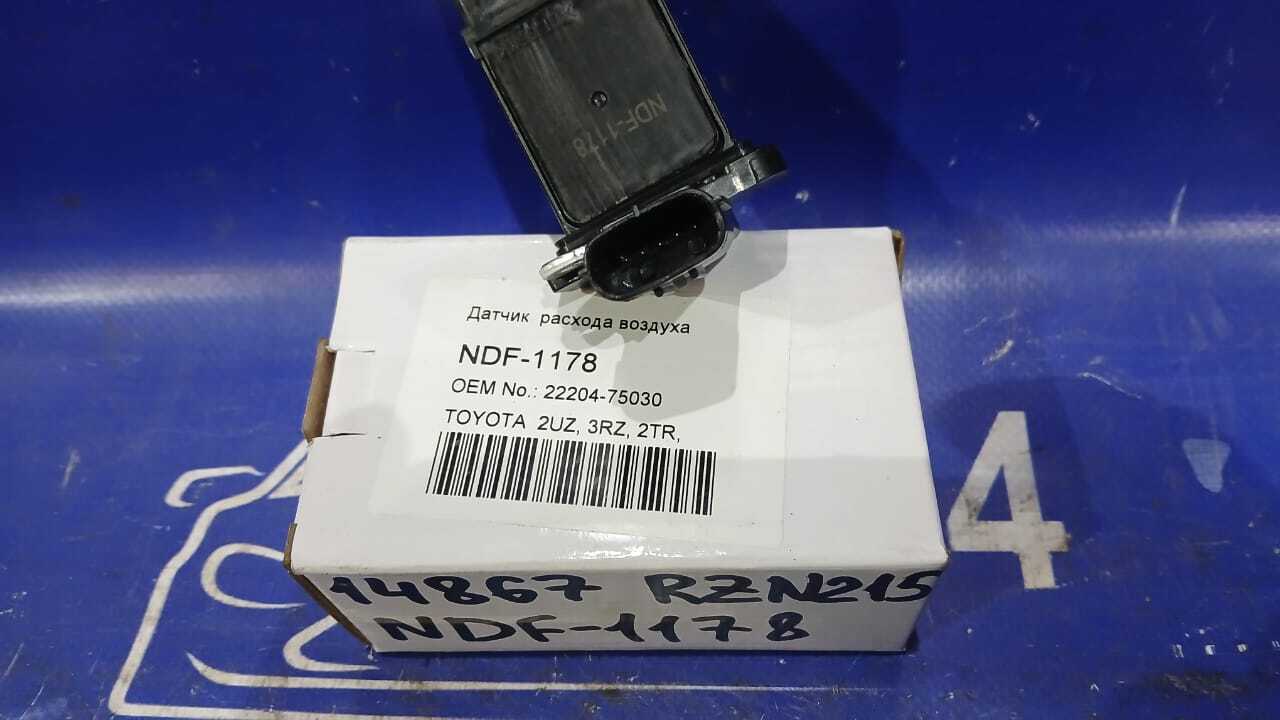 NDF-1178
Датчик расхода воздуха
NDF-1178
OEM No.: 22204-75030
TOYOTA 2UZ, 3RZ, 2TR,
4
14867 RZN215
NDF-1178